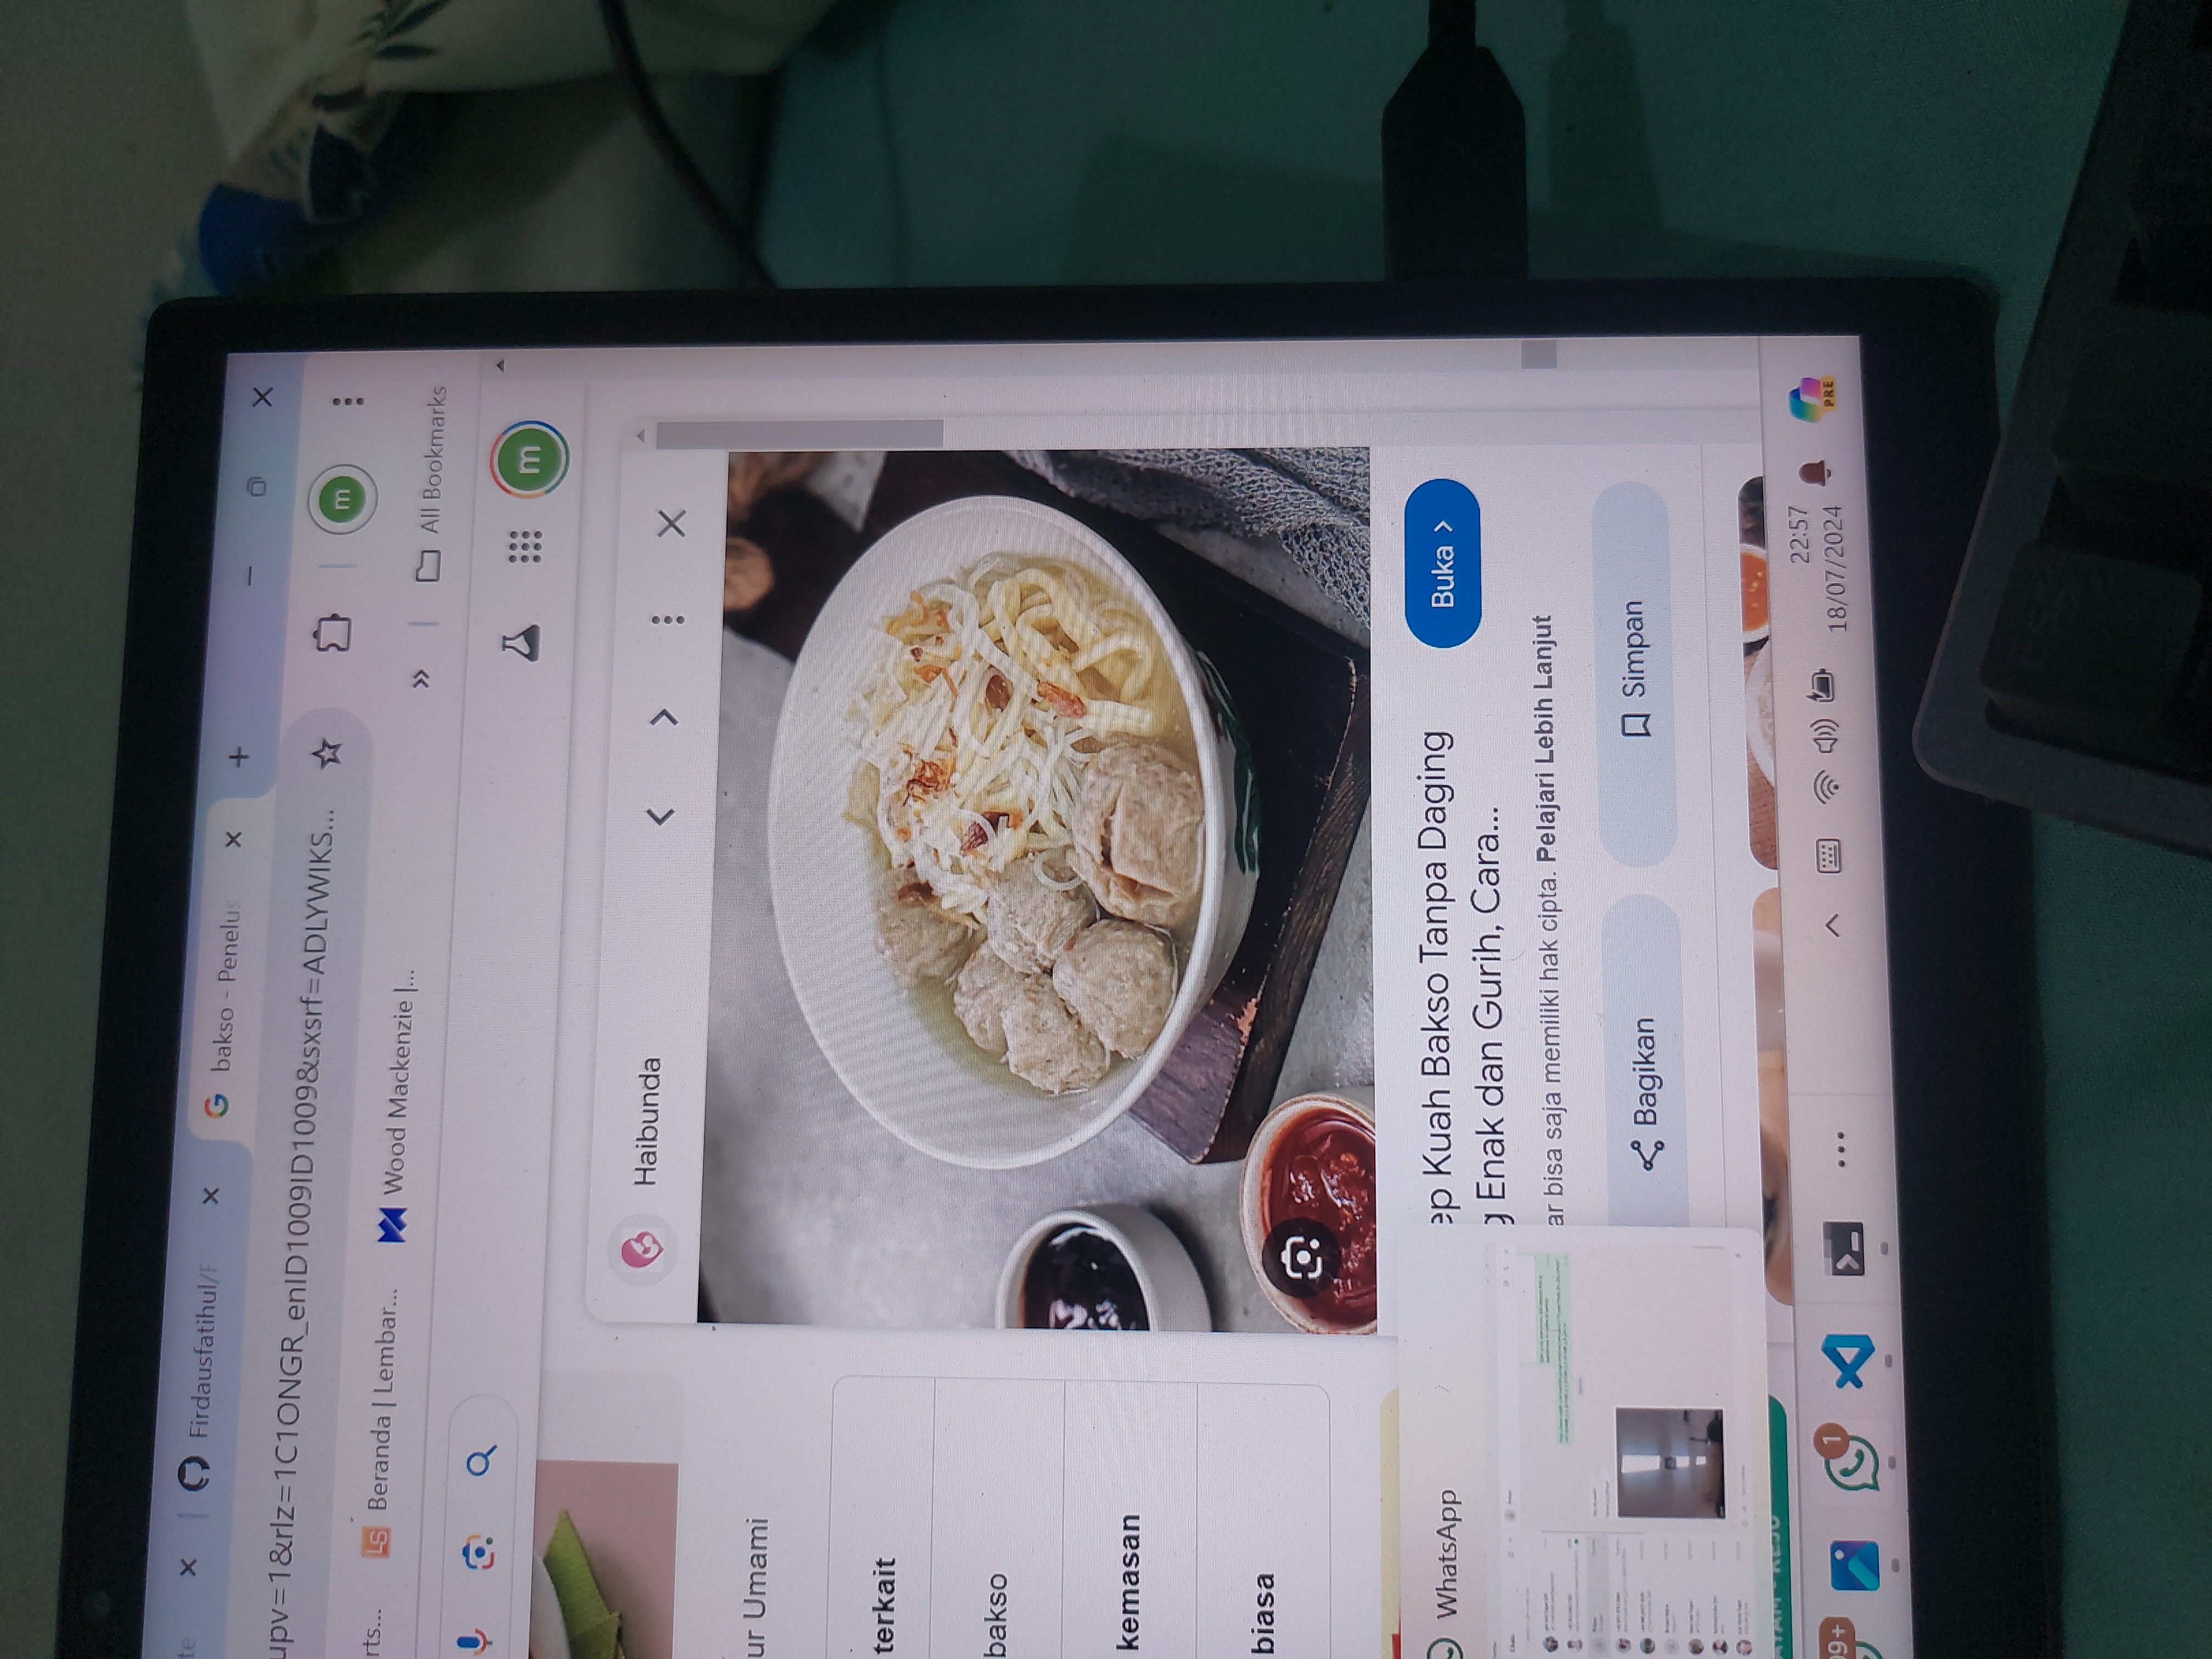 te
Firdausfatihul/F
bakso - Penelus
upv=1&rlz=1C1ONGR_enID1009ID1009&sxsrf=ADLYWIKS...
m
rts...
LS Beranda | Lembar...
Wood Mackenzie |...
All Bookmarks
m
Haibunda
ur Umami
terkait
bakso
kemasan
biasa
ep Kuah Bakso Tanpa Daging
g Enak dan Gurih, Cara...
Buka
ar bisa saja memiliki hak cipta. Pelajari Lebih Lanjut
Bagikan
Simpan
WhatsApp
99+
1
22:57
18/07/2024
PRE